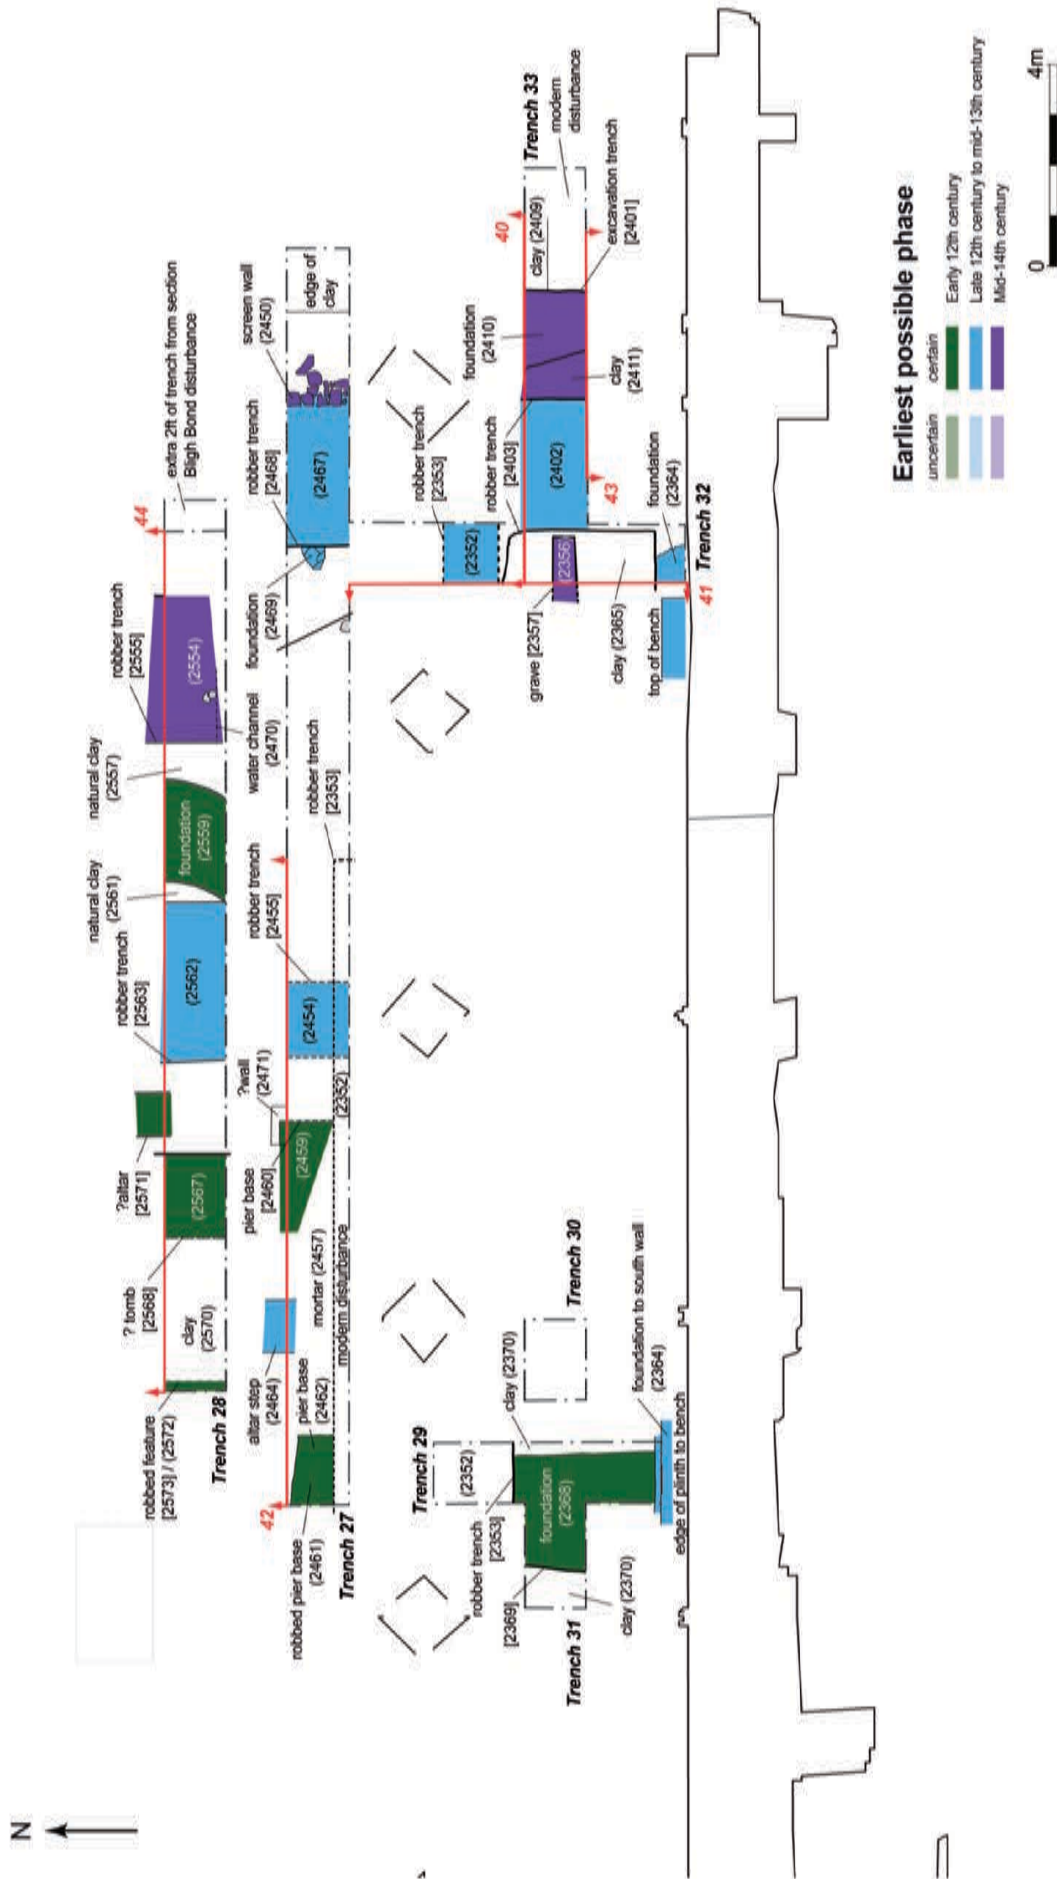 N
extra 2ft of trench from section
Bligh Bond disturbance
44
robber trench
[2555]
(2554)
natural clay
(2557)
foundation
(2559)
natural clay
(2561)
robber trench
[2563]
(2562)
?altar
[2571]
(2567)
? tomb
[2568]
clay
(2570)
robbed feature
[2573] / (2572)
Trench 28
screen wall
(2450)
edge of
clay
robber trench
[2468]
(2467)
foundation
(2469)
water channel
(2470)
robber trench
[2353]
robber trench
[2455]
(2454)
?wall
(2471)
(2352)
pier base
[2460]
(2459)
mortar (2457)
modern disturbance
altar step
(2464)
pier base
(2462)
42
robbed pier base
(2461)
Trench 27
Trench 33
modern
disturbance
40
clay (2409)
excavation trench
[2401]
foundation
(2410)
clay
(2411)
robber trench
[2403]
(2402)
43
robber trench
[2353]
(2352)
foundation
(2364)
grave [2357]
(2356)
clay (2365)
top of bench
41
Trench 32
Trench 30
clay (2370)
foundation to south wall
(2364)
Trench 29
(2352)
robber trench
[2353]
foundation
(2368)
[2369]
edge of plinth to bench
clay (2370)
Trench 31
Earliest possible phase
uncertain
certain
Early 12th century
Late 12th century to mid-13th century
Mid-14th century
0
4m